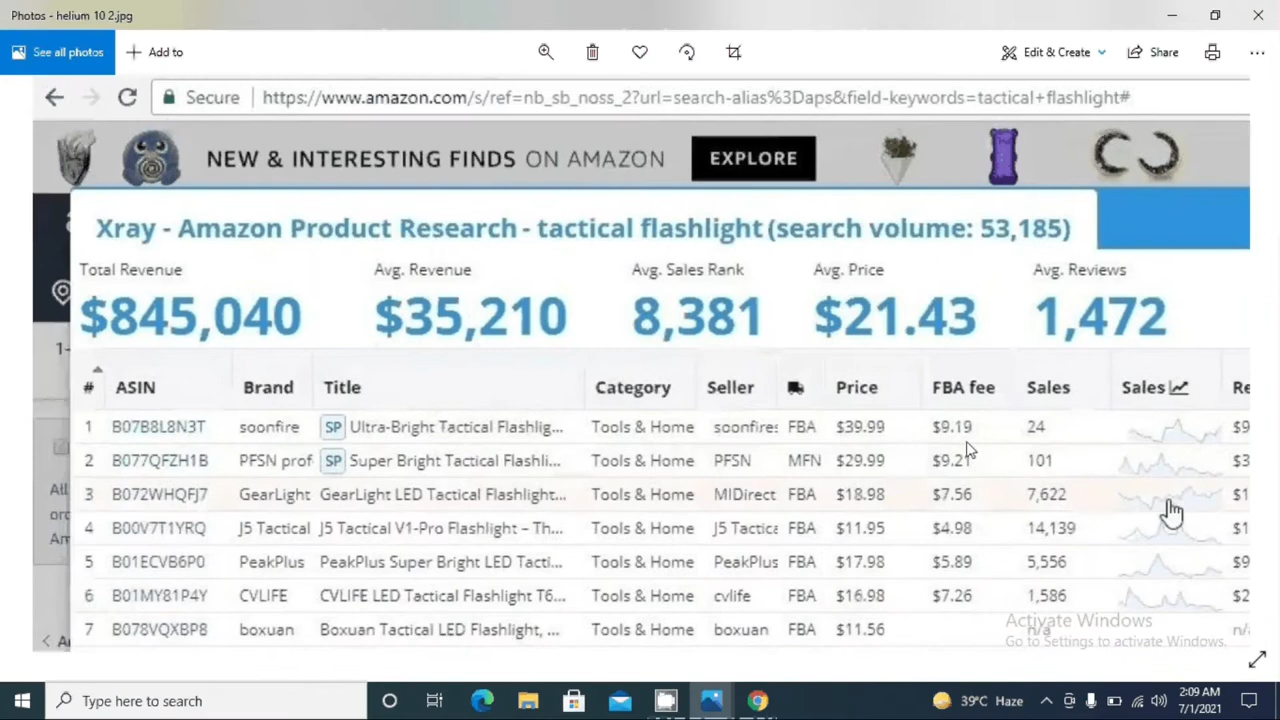 Photos - helium 10 2.jpg
See all photos
Add to
Edit & Create
Share
Secure
https://www.amazon.com/s/ref=nb_sb_noss_2?url=search-alias%3Daps&field-keywords=tactical+flashlight#
NEW & INTERESTING FINDS ON AMAZON
EXPLORE
Xray - Amazon Product Research - tactical flashlight (search volume: 53,185)
Total Revenue Avg. Revenue Avg. Sales Rank Avg. Price Avg. Reviews
$845,040 $35,210 8,381 $21.43 1,472
# ASIN Brand Title Category Seller Price FBA fee Sales Sales Re
1 B07B8L8N3T soonfire SP Ultra-Bright Tactical Flashlig... Tools & Home soonfire: FBA $39.99 $9.19 24 $9
2 B077QFZH1B PFSN prof SP Super Bright Tactical Flashli... Tools & Home PFSN MFN $29.99 $9.21 101 $3
3 B072WHQFJ7 GearLight GearLight LED Tactical Flashlight... Tools & Home MIDirect FBA $18.98 $7.56 7,622 $1
4 B00V7T1YRQ J5 Tactical J5 Tactical V1-Pro Flashlight – Th... Tools & Home J5 Tactica FBA $11.95 $4.98 14,139 $1
5 B01ECVB6P0 PeakPlus PeakPlus Super Bright LED Tacti... Tools & Home PeakPlus FBA $17.98 $5.89 5,556 $9
6 B01MY81P4Y CVLIFE CVLIFE LED Tactical Flashlight T6... Tools & Home cvlife FBA $16.98 $7.26 1,586 $2
7 B078VQXBP8 boxuan Boxuan Tactical LED Flashlight, ... Tools & Home boxuan FBA $11.56 n/a n/
1-
All
ord
Am
< A
Activate Windows
Go to Settings to activate Windows.
Type here to search
39°C Haze
2:09 AM
7/1/2021